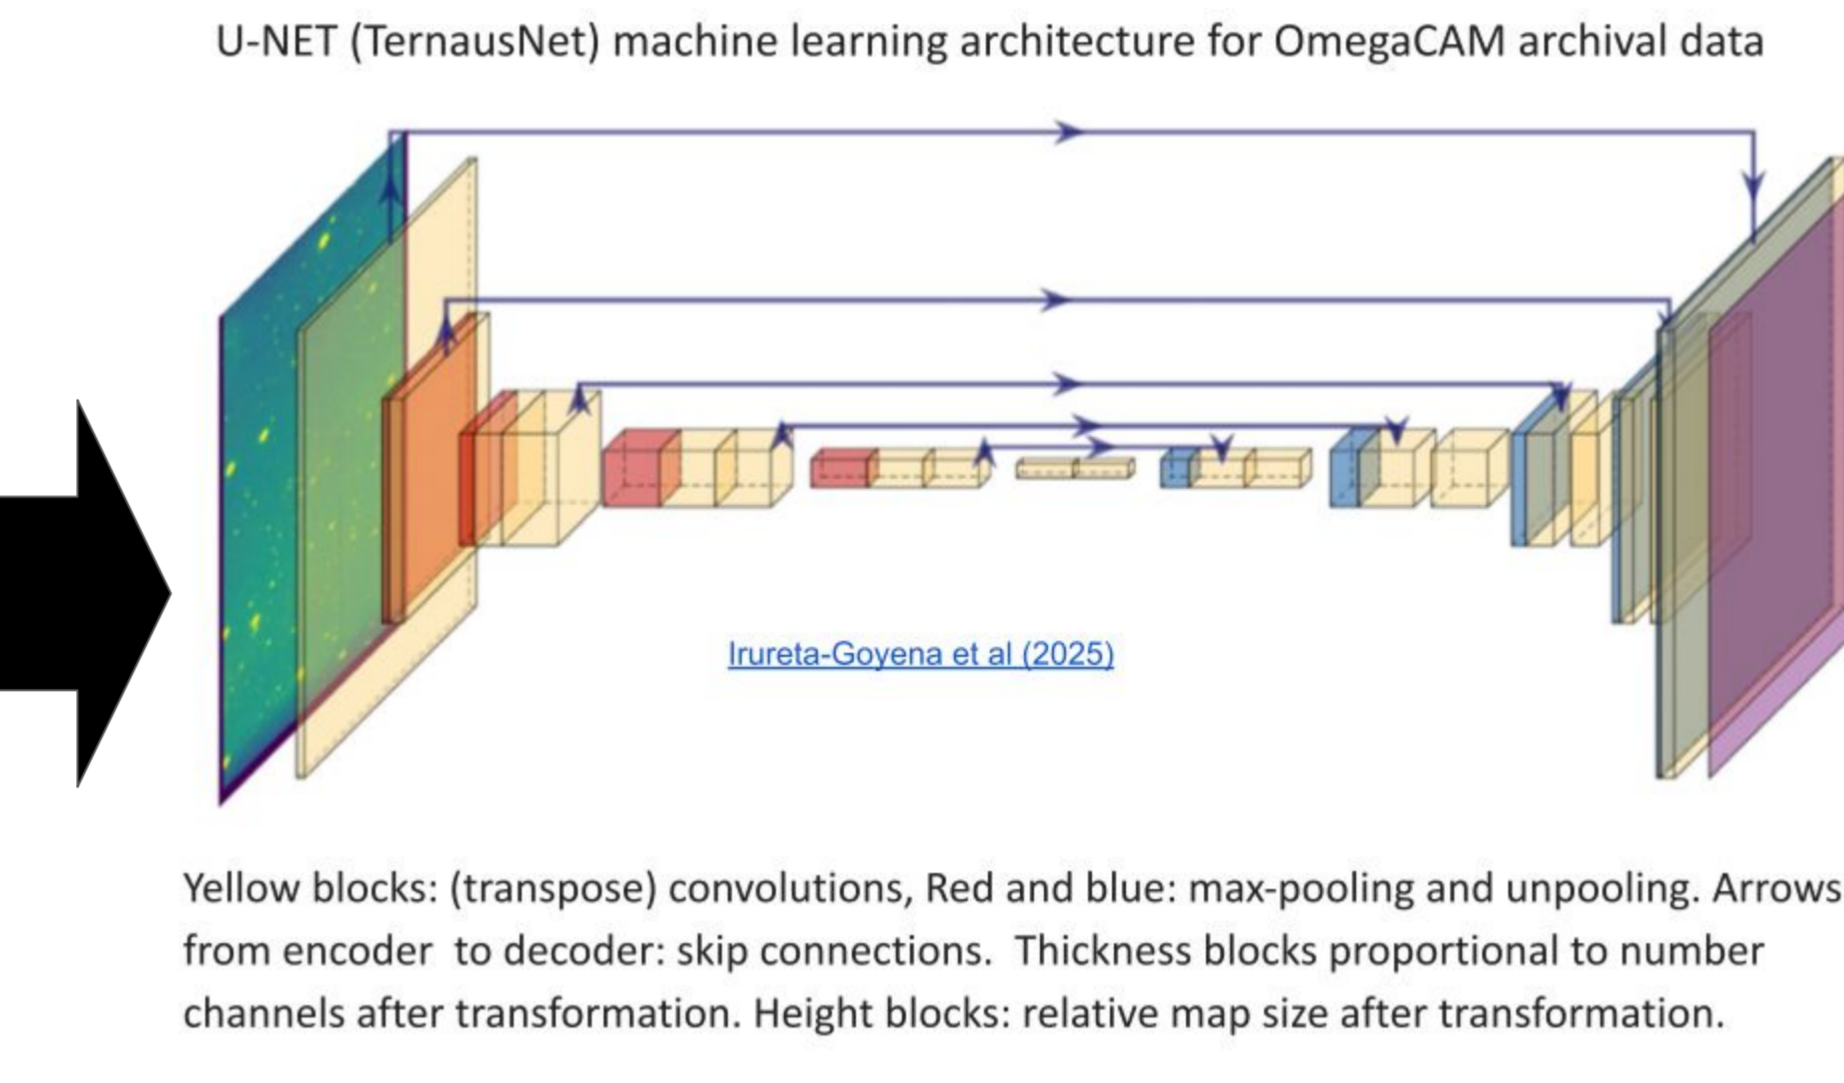 U-NET (TernausNet) machine learning architecture for OmegaCAM archival data
Irureta-Goyena et al (2025)
Yellow blocks: (transpose) convolutions, Red and blue: max-pooling and unpooling. Arrows
from encoder  to decoder: skip connections.  Thickness blocks proportional to number
channels after transformation. Height blocks: relative map size after transformation.